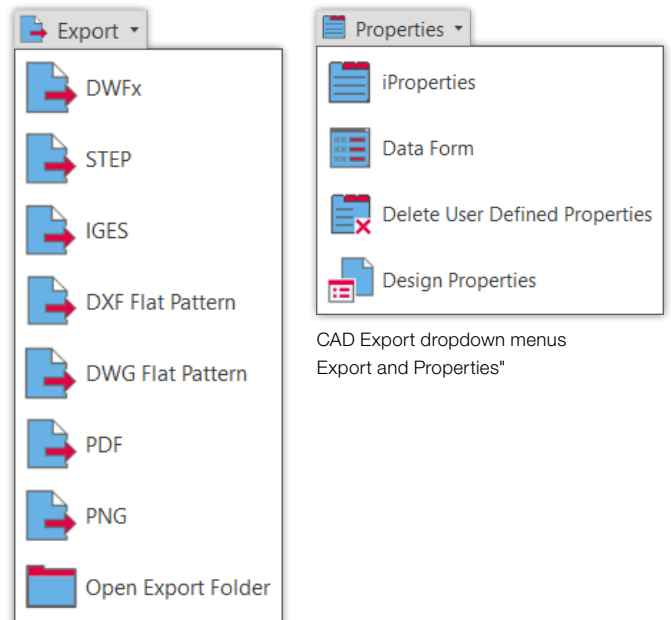 Export
DWFx
STEP
IGES
DXF Flat Pattern
DWG Flat Pattern
PDF
PNG
Open Export Folder
Properties
iProperties
Data Form
Delete User Defined Properties
Design Properties
CAD Export dropdown menus
Export and Properties"